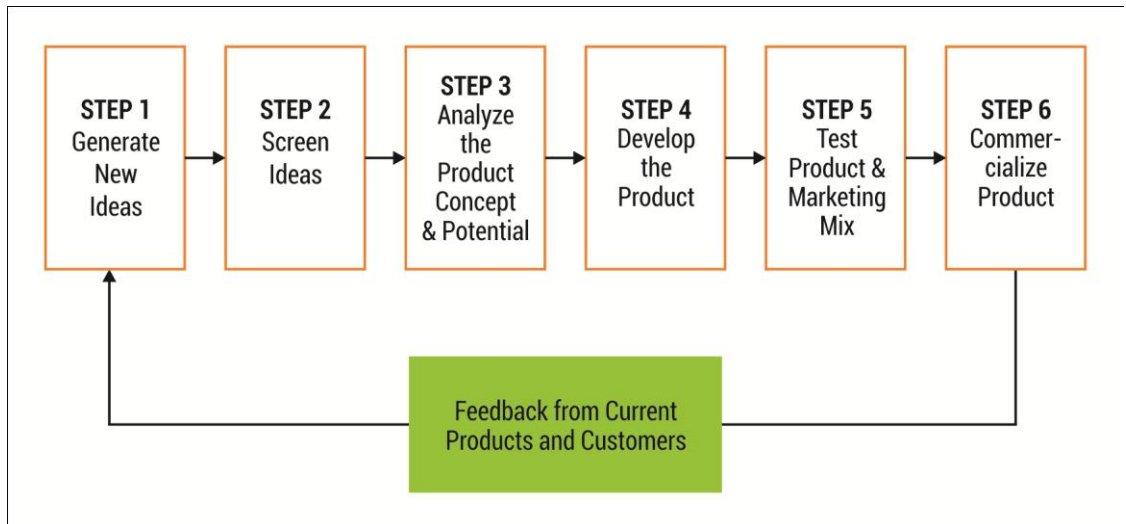 STEP 1
Generate
New
Ideas
STEP 2
Screen
Ideas
STEP 3
Analyze
the
Product
Concept
& Potential
STEP 4
Develop
the
Product
STEP 5
Test
Product &
Marketing
Mix
STEP 6
Commer-
cialize
Product
Feedback from Current
Products and Customers